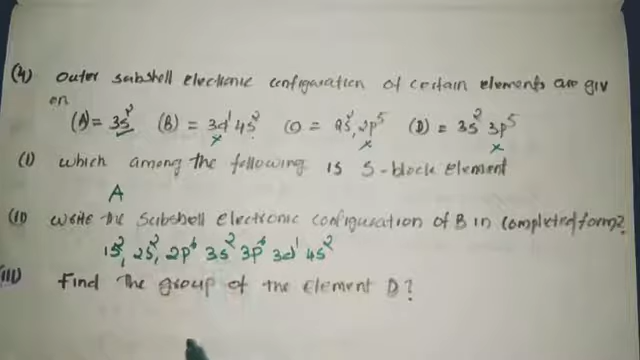 (4) Outer subshell electronic configuration of certain elements are giv
en
(A) = 3s² (B) = 3d¹ 4s² (C) = 2s², 2p⁵ (D) = 3s² 3p⁵
x x x
(I) which among the following is S-block element
A
(II) Write the Subshell electronic configuration of B in completed form?
1s², 2s², 2p⁶ 3s² 3p⁶ 3d¹ 4s²
(III) Find the group of the element D?